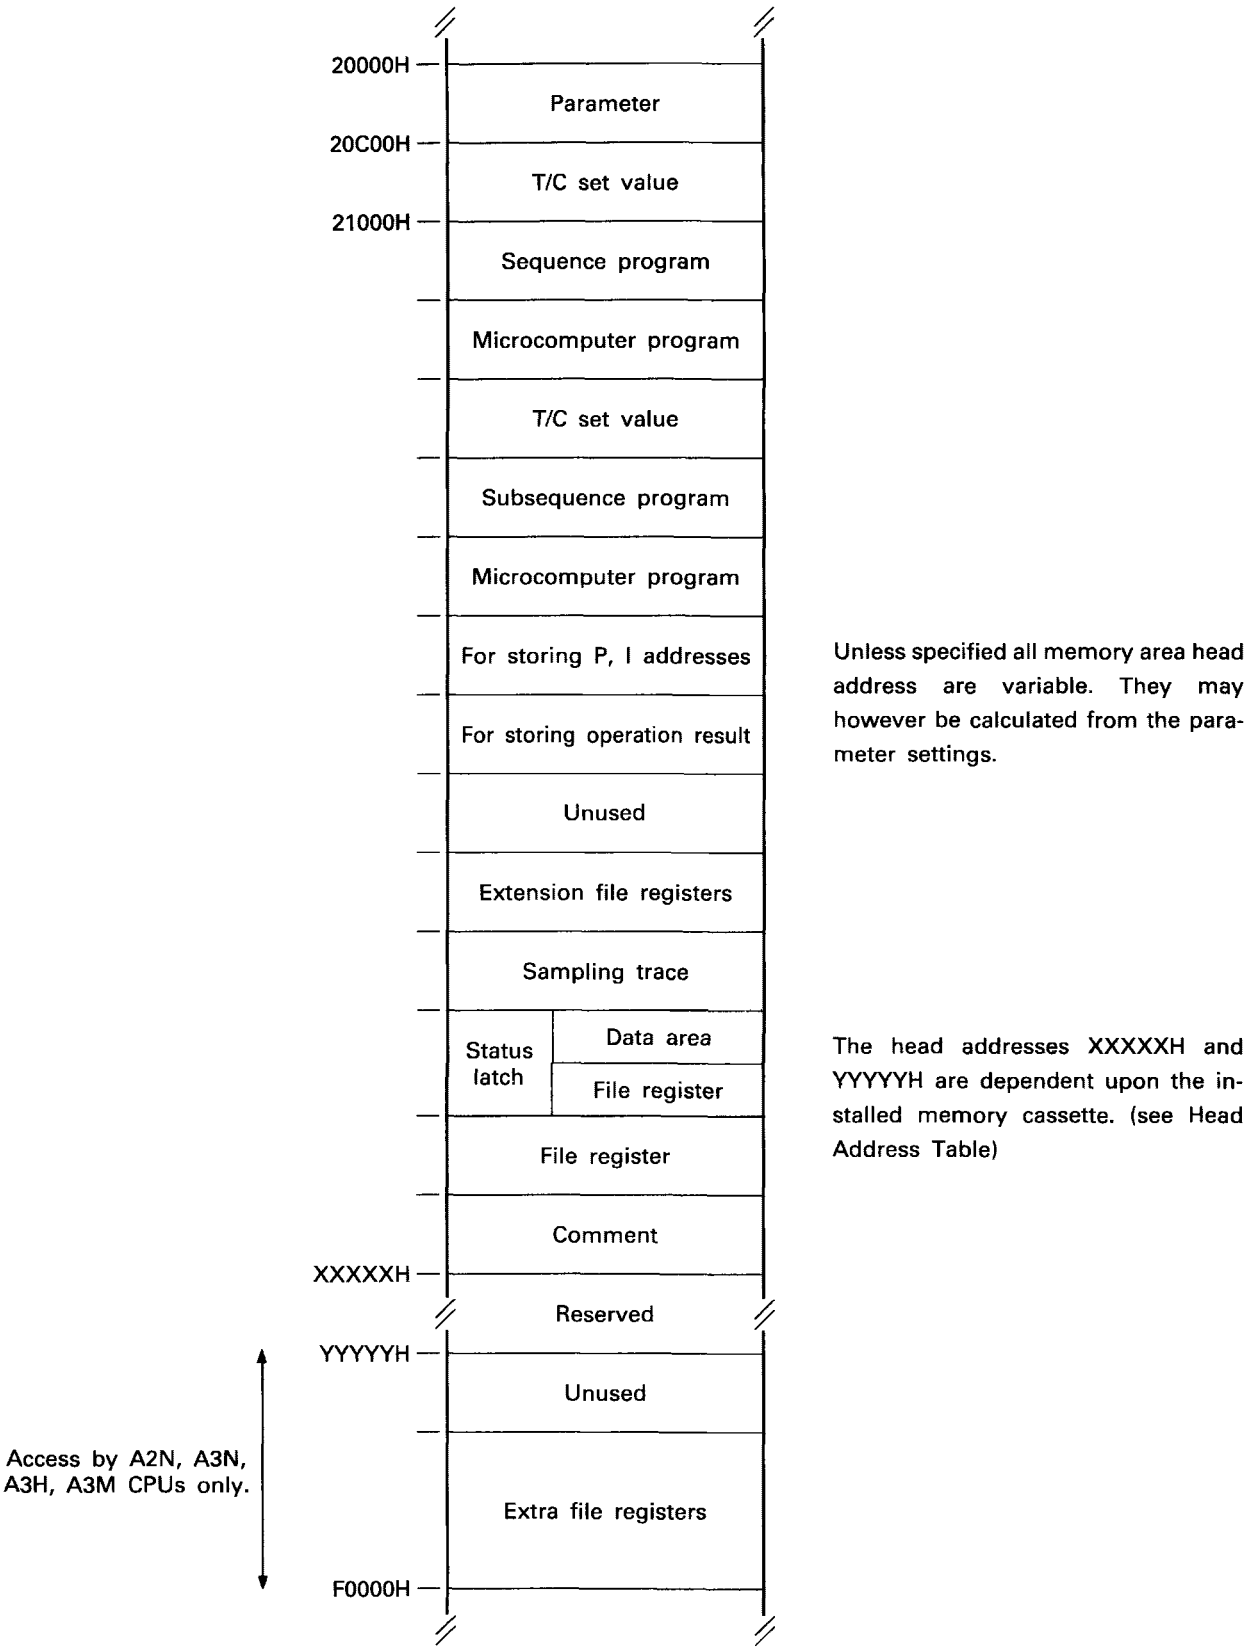 20000H
Parameter
20C00H
T/C set value
21000H
Sequence program
Microcomputer program
T/C set value
Subsequence program
Microcomputer program
For storing P, I addresses
For storing operation result
Unused
Extension file registers
Sampling trace
Status
latch
Data area
File register
File register
Comment
XXXXXH
Reserved
YYYYYH
Unused
Extra file registers
F0000H
Access by A2N, A3N,
A3H, A3M CPUs only.
Unless specified all memory area head
address are variable. They may
however be calculated from the para-
meter settings.
The head addresses XXXXXH and
YYYYYH are dependent upon the in-
stalled memory cassette. (see Head
Address Table)